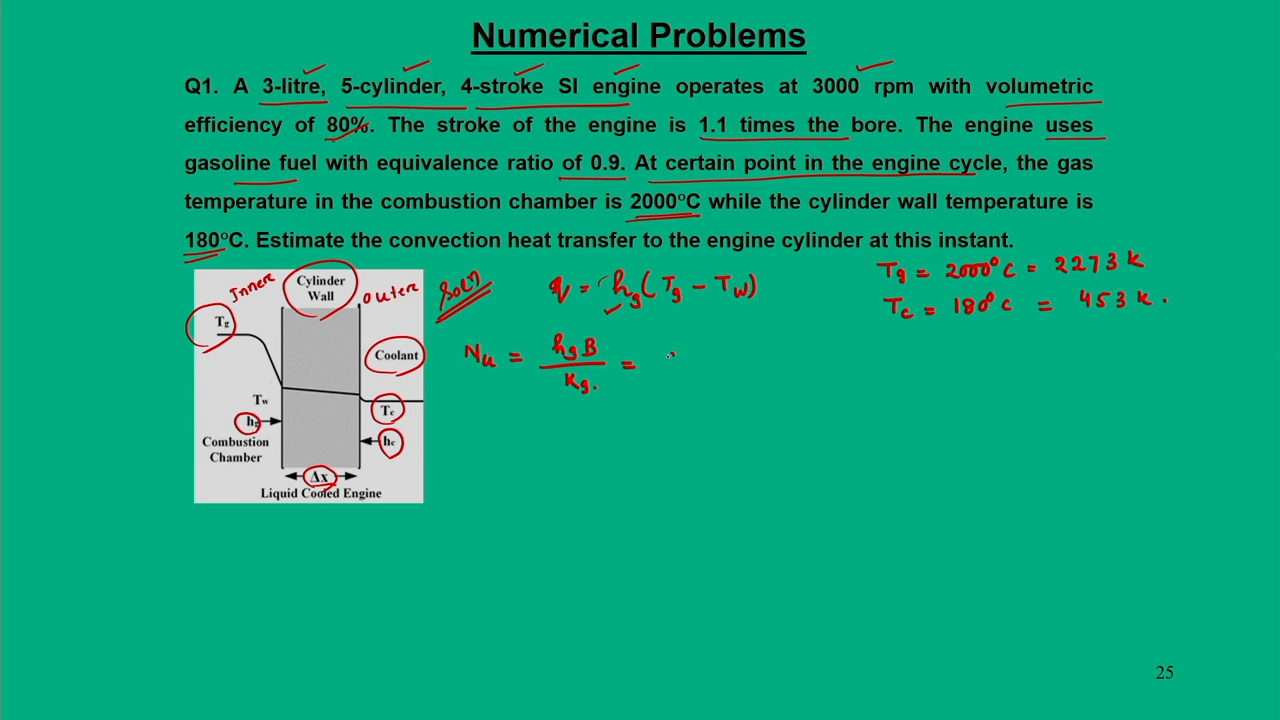 Numerical Problems
Q1. A 3-litre, 5-cylinder, 4-stroke SI engine operates at 3000 rpm with volumetric
efficiency of 80%. The stroke of the engine is 1.1 times the bore. The engine uses
gasoline fuel with equivalence ratio of 0.9. At certain point in the engine cycle, the gas
temperature in the combustion chamber is 2000°C while the cylinder wall temperature is
180°C. Estimate the convection heat transfer to the engine cylinder at this instant.
Tg = 2000°C = 2273 K
Tc = 180°C = 453 K.
Inner
Cylinder
Wall
outer
Soln
q = hg (Tg - Tw)
Tg
Coolant
Nu = hg B / Kg. =
Tw
Tc
hg
hc
Combustion
Chamber
Δx
Liquid Cooled Engine
25